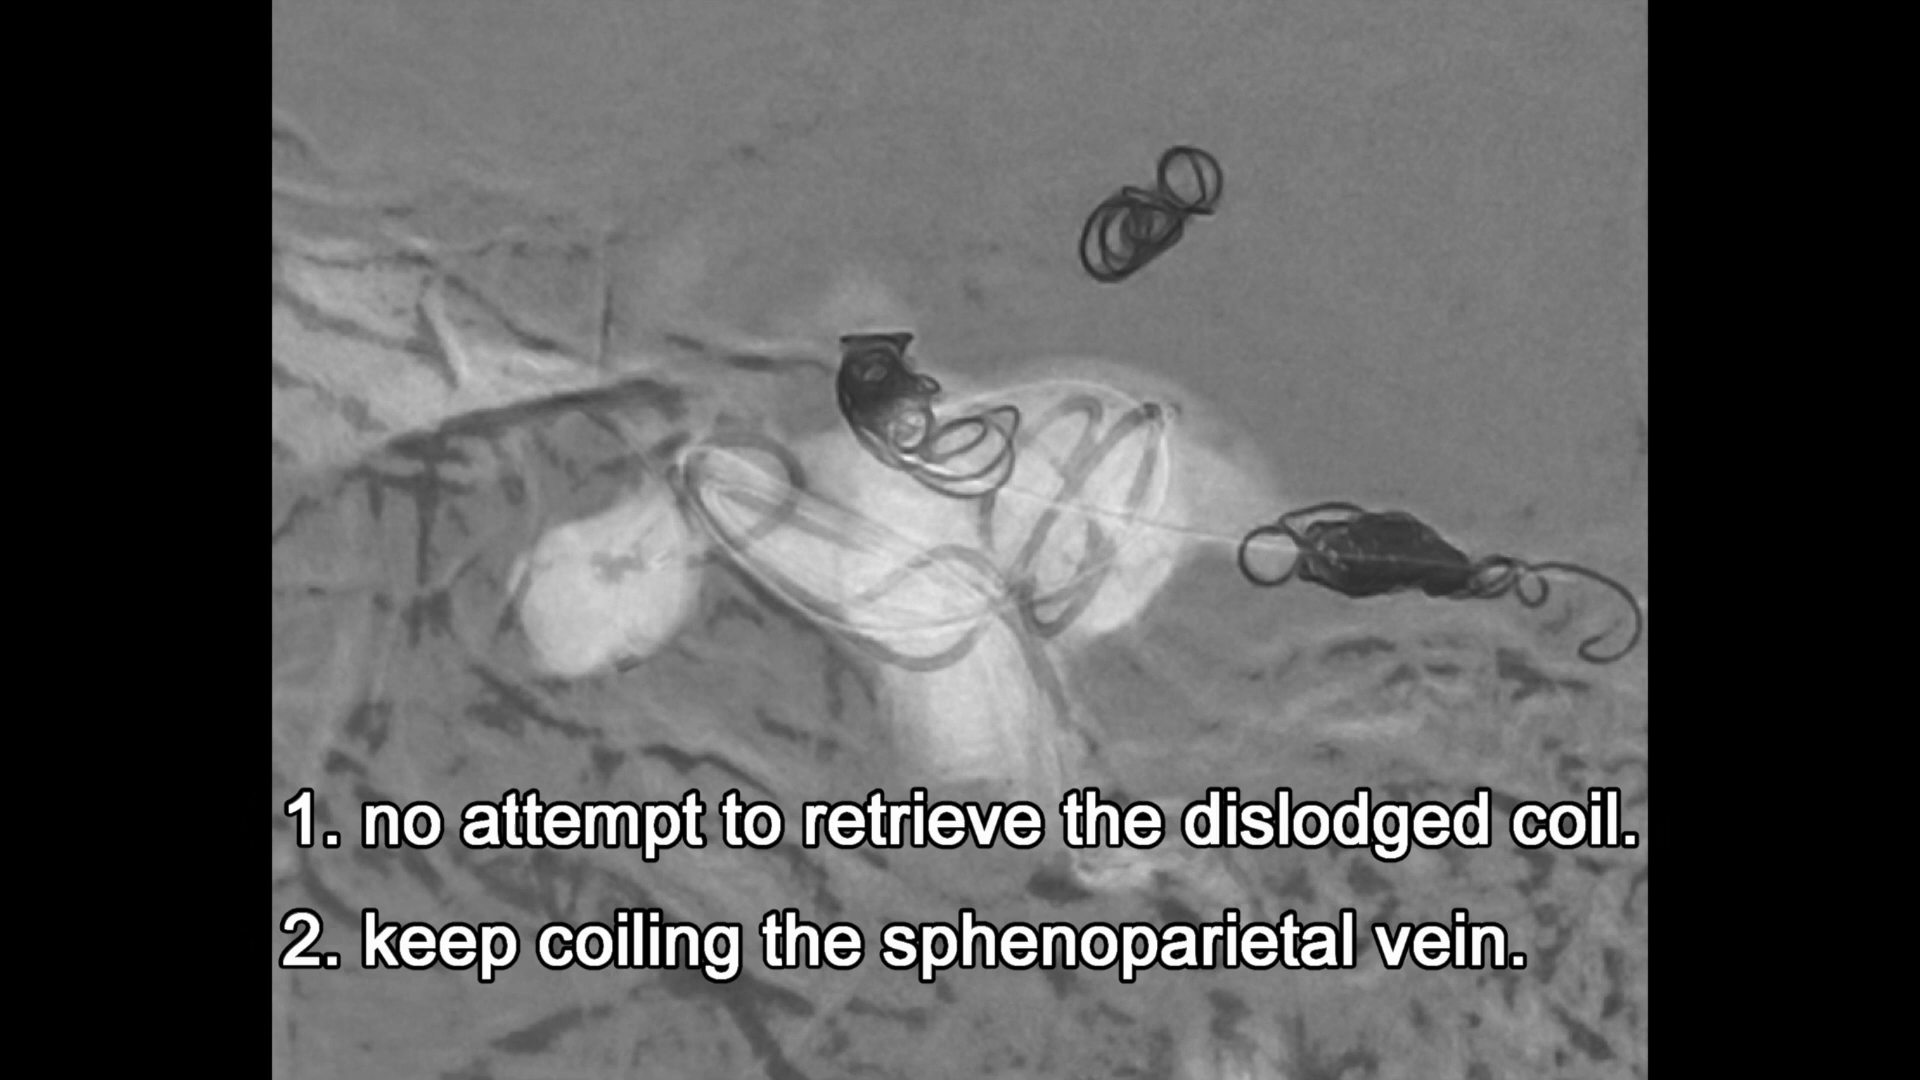 1. no attempt to retrieve the dislodged coil.
2. keep coiling the sphenoparietal vein.